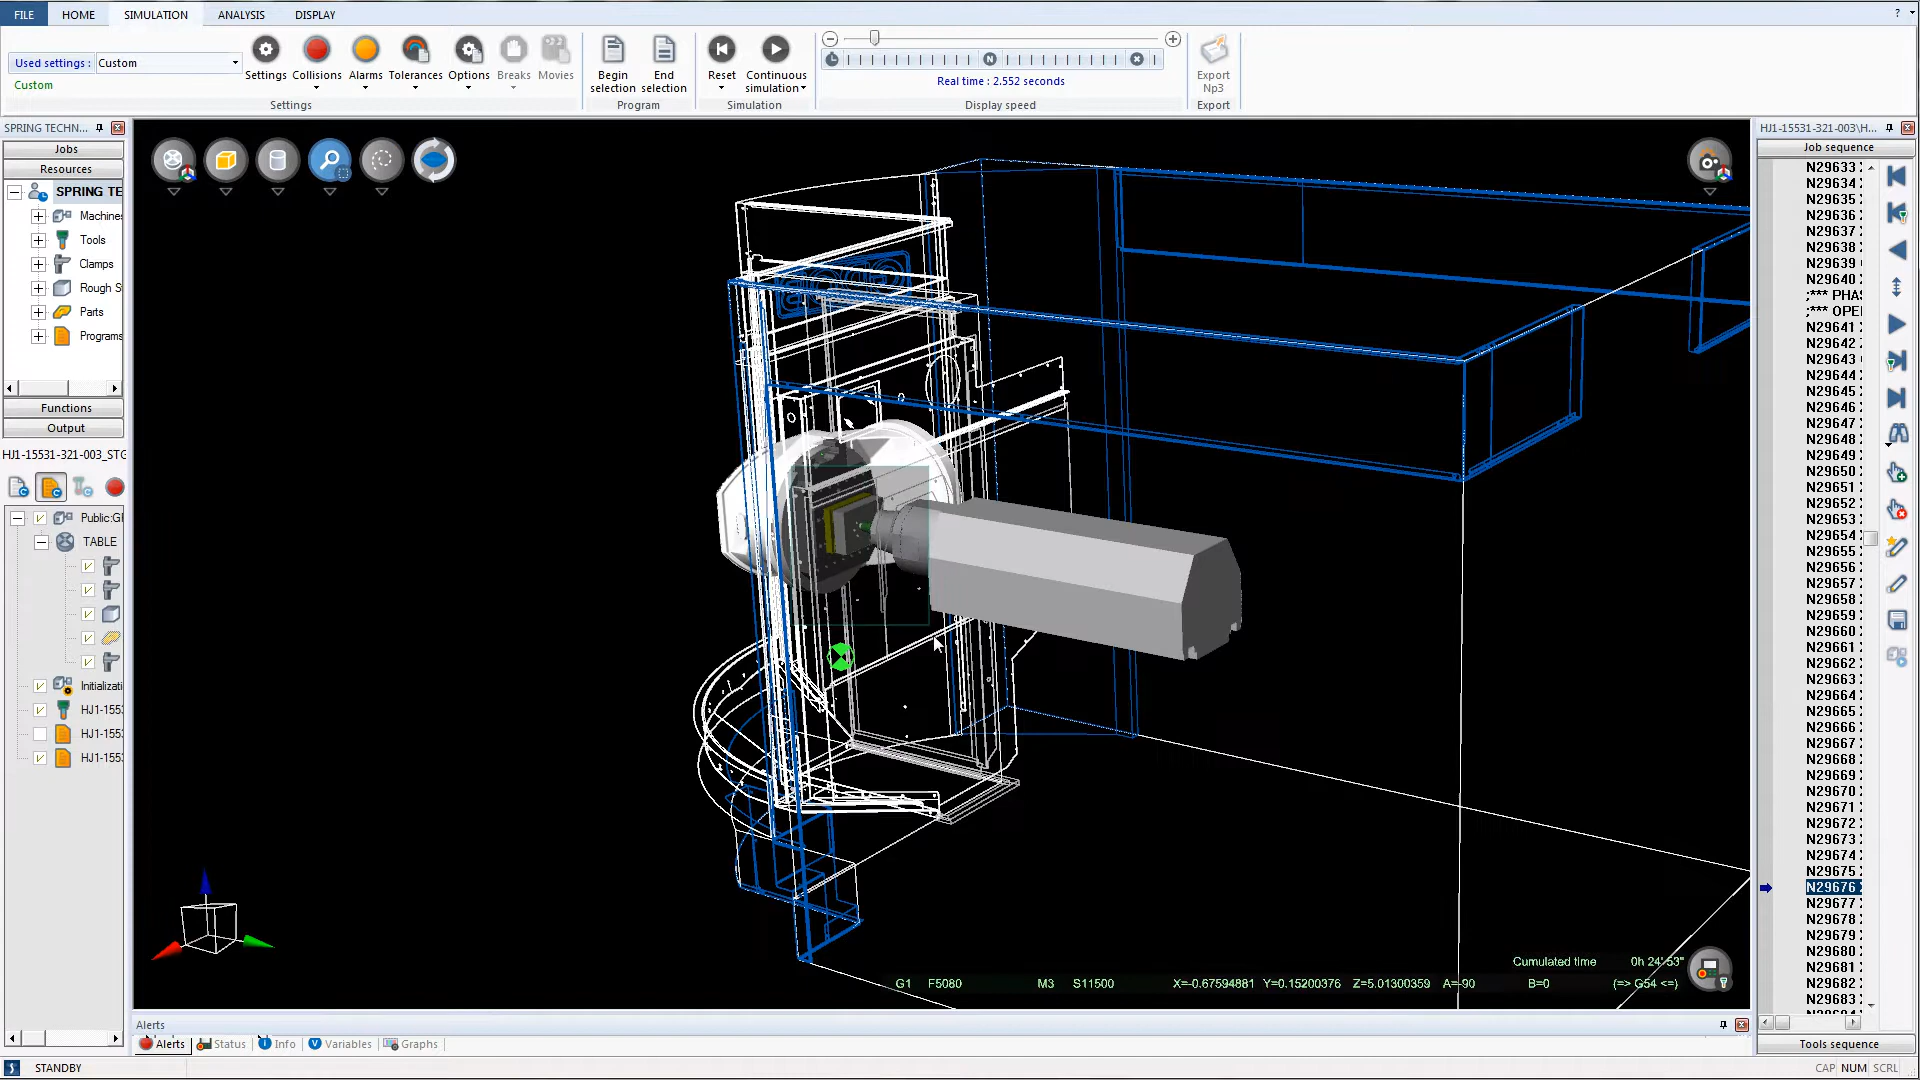 FILE HOME SIMULATION ANALYSIS DISPLAY
?
Used settings : Custom
Custom
Settings Collisions Alarms Tolerances Options Breaks Movies
Settings
Begin selection End selection
Program
Reset Continuous simulation
Simulation
N
Real time : 2.552 seconds
Display speed
Export Np3
Export
SPRING TECHN...
Jobs
Resources
SPRING TE
Machines
Tools
Clamps
Rough S
Parts
Programs
Functions
Output
HJ1-15531-321-003_STG
Public:G
TABLE
Initializati
HJ1-155
HJ1-155
HJ1-155
HJ1-15531-321-003\H...
Job sequence
N29633
N29634
N29635
N29636
N29637
N29638
N29639
N29640
;*** PHAS
;*** OPE
N29641
N29642
N29643
N29644
N29645
N29646
N29647
N29648
N29649
N29650
N29651
N29652
N29653
N29654
N29655
N29656
N29657
N29658
N29659
N29660
N29661
N29662
N29663
N29664
N29665
N29666
N29667
N29668
N29669
N29670
N29671
N29672
N29673
N29674
N29675
N29676
N29677
N29678
N29679
N29680
N29681
N29682
N29683
Tools sequence
Cumulated time 0h 24'53"
G1 F5080 M3 S11500 X=-0.67594881 Y=0.15200376 Z=5.01300359 A=-90 B=0 (=> G54 <=)
Alerts
Alerts Status Info Variables Graphs
STANDBY
CAP NUM SCRL